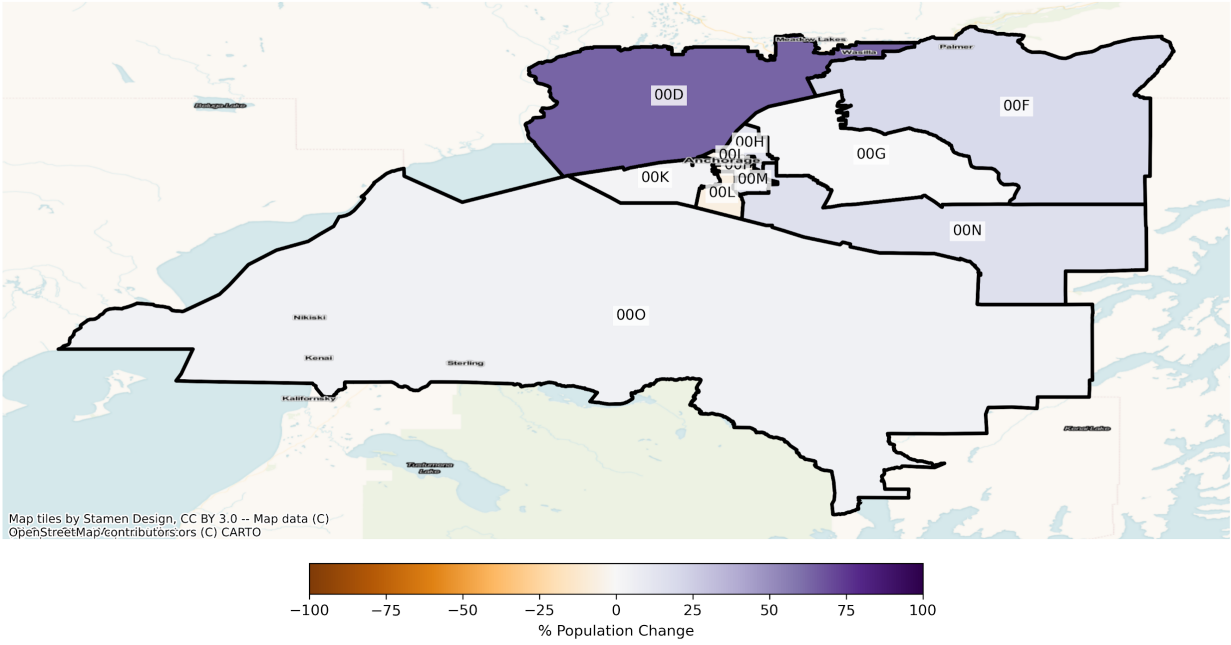 Meadow Lakes
Wasilla
Palmer
Beluga Lake
00D
00F
00H
00G
Anchorage
00K
00M
00L
00N
00O
Nikiski
Kenai
Sterling
Kalifornsky
Kenai Lake
Tustumena
Lake
Map tiles by Stamen Design, CC BY 3.0 -- Map data (C)
OpenStreetMap contributors (C) CARTO
−100 −75 −50 −25 0 25 50 75 100
% Population Change